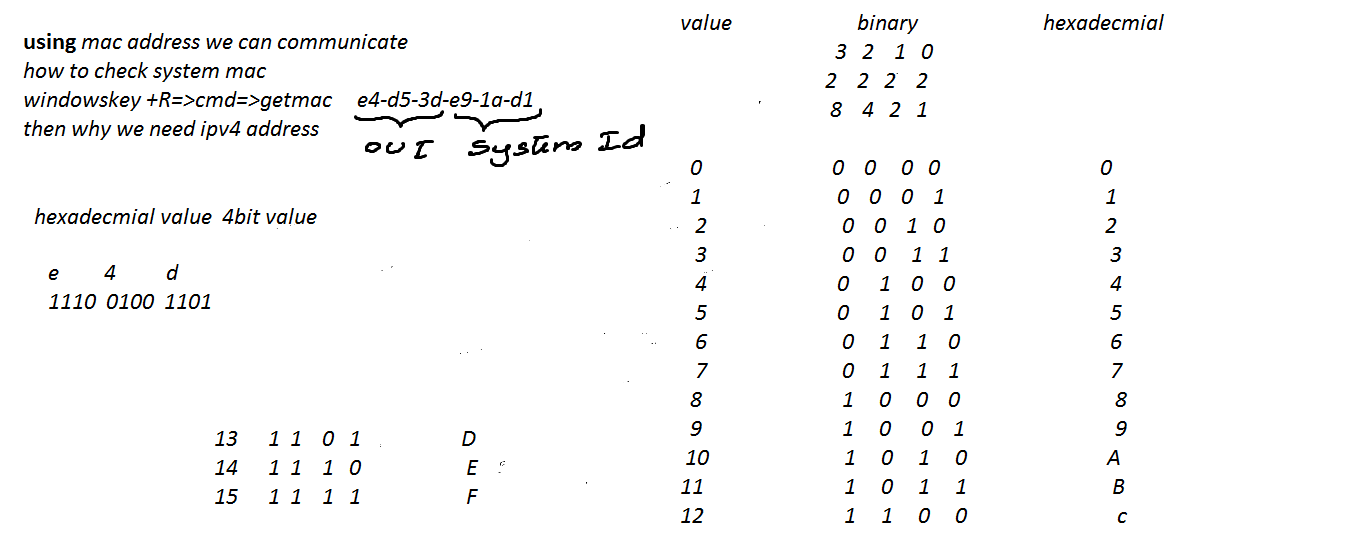 using mac address we can communicate
how to check system mac
windowskey +R=>cmd=>getmac e4-d5-3d-e9-1a-d1
then why we need ipv4 address
OUI System Id
hexadecmial value 4bit value
e 4 d
1110 0100 1101
13 1 1 0 1 D
14 1 1 1 0 E
15 1 1 1 1 F
value binary hexadecmial
3 2 1 0
2 2 2 2
8 4 2 1
0 0 0 0 0 0
1 0 0 0 1 1
2 0 0 1 0 2
3 0 0 1 1 3
4 0 1 0 0 4
5 0 1 0 1 5
6 0 1 1 0 6
7 0 1 1 1 7
8 1 0 0 0 8
9 1 0 0 1 9
10 1 0 1 0 A
11 1 0 1 1 B
12 1 1 0 0 c